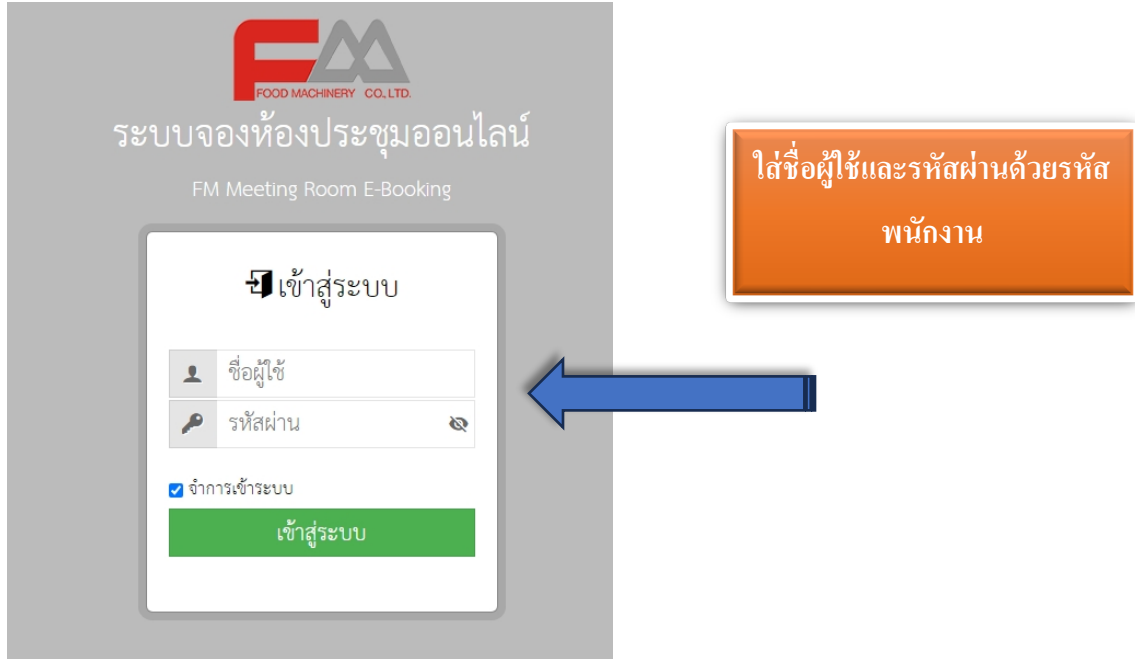 FM
FOOD MACHINERY CO.,LTD.
ระบบจองห้องประชุมออนไลน์
FM Meeting Room E-Booking
เข้าสู่ระบบ
ชื่อผู้ใช้
รหัสผ่าน
จำการเข้าระบบ
เข้าสู่ระบบ
ใส่ชื่อผู้ใช้และรหัสผ่านด้วยรหัส
พนักงาน